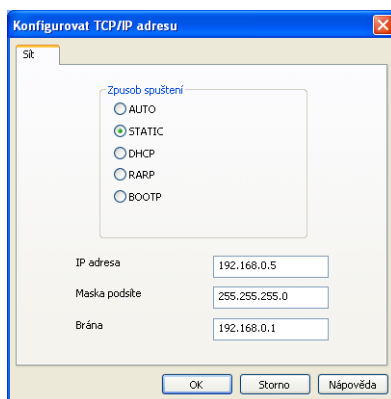 Konfigurovat TCP/IP adresu
Sít
Zpusob spuštení
AUTO
STATIC
DHCP
RARP
BOOTP
IP adresa
192.168.0.5
Maska podsíte
255.255.255.0
Brána
192.168.0.1
OK
Storno
Nápověda